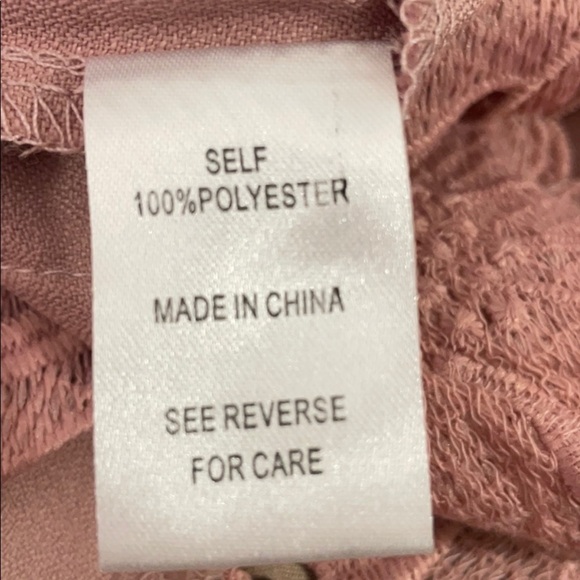 SELF
100%POLYESTER
MADE IN CHINA
SEE REVERSE
FOR CARE